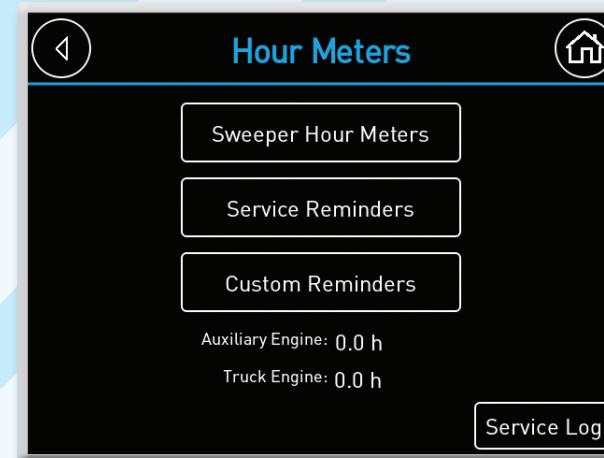 Hour Meters
Sweeper Hour Meters
Service Reminders
Custom Reminders
Auxiliary Engine: 0.0 h
Truck Engine: 0.0 h
Service Log